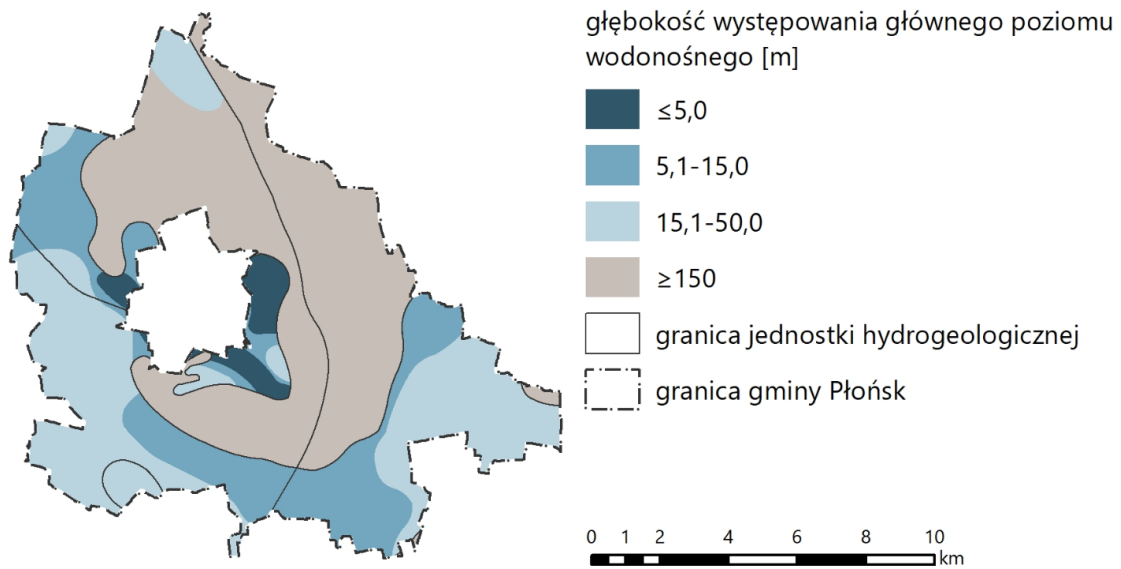 głębokość występowania głównego poziomu
wodonośnego [m]
≤5,0
5,1-15,0
15,1-50,0
≥150
granica jednostki hydrogeologicznej
granica gminy Płońsk
0 1 2 4 6 8 10
km